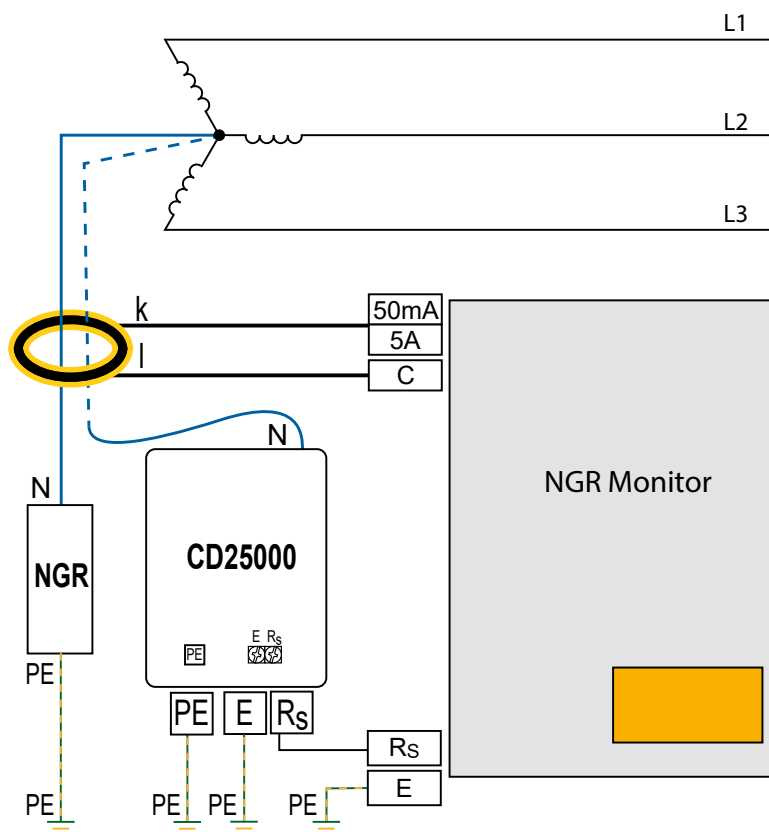 L1
L2
L3
k
50mA
5A
l
C
N
NGR Monitor
N
CD25000
NGR
E Rs
PE
PE
PE E Rs
Rs
E
PE PE PE PE